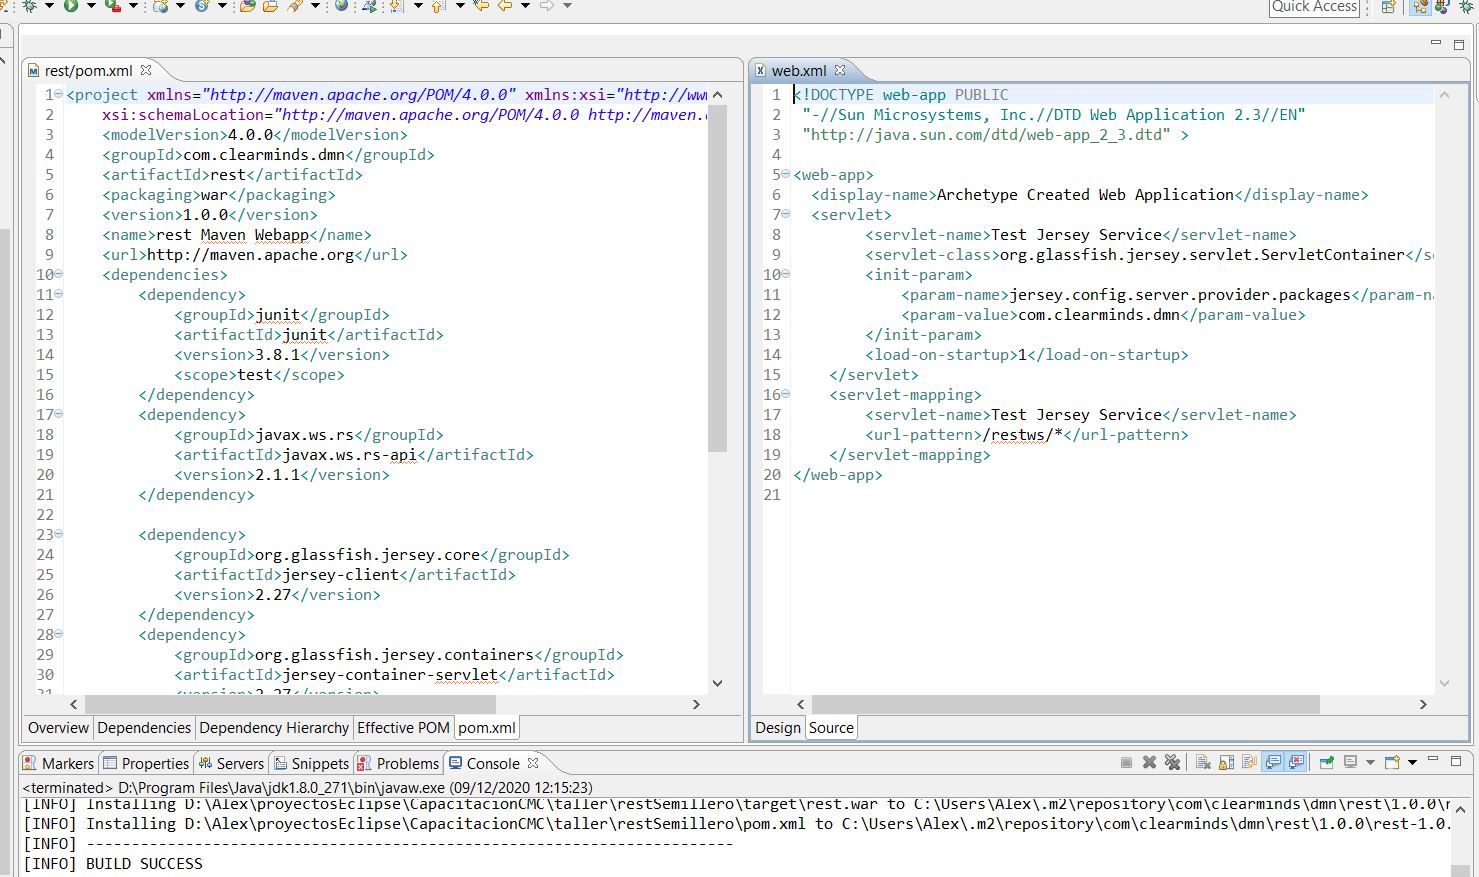 Quick Access
rest/pom.xml
1 <project xmlns="http://maven.apache.org/POM/4.0.0" xmlns:xsi="http://www
2 xsi:schemaLocation="http://maven.apache.org/POM/4.0.0 http://maven.
3 <modelVersion>4.0.0</modelVersion>
4 <groupId>com.clearminds.dmn</groupId>
5 <artifactId>rest</artifactId>
6 <packaging>war</packaging>
7 <version>1.0.0</version>
8 <name>rest Maven Webapp</name>
9 <url>http://maven.apache.org</url>
10 <dependencies>
11 <dependency>
12 <groupId>junit</groupId>
13 <artifactId>junit</artifactId>
14 <version>3.8.1</version>
15 <scope>test</scope>
16 </dependency>
17 <dependency>
18 <groupId>javax.ws.rs</groupId>
19 <artifactId>javax.ws.rs-api</artifactId>
20 <version>2.1.1</version>
21 </dependency>
22
23 <dependency>
24 <groupId>org.glassfish.jersey.core</groupId>
25 <artifactId>jersey-client</artifactId>
26 <version>2.27</version>
27 </dependency>
28 <dependency>
29 <groupId>org.glassfish.jersey.containers</groupId>
30 <artifactId>jersey-container-servlet</artifactId>
31 <version>2.27</version>
Overview Dependencies Dependency Hierarchy Effective POM pom.xml
web.xml
1 <!DOCTYPE web-app PUBLIC
2 "-//Sun Microsystems, Inc.//DTD Web Application 2.3//EN"
3 "http://java.sun.com/dtd/web-app_2_3.dtd" >
4
5 <web-app>
6 <display-name>Archetype Created Web Application</display-name>
7 <servlet>
8 <servlet-name>Test Jersey Service</servlet-name>
9 <servlet-class>org.glassfish.jersey.servlet.ServletContainer</se
10 <init-param>
11 <param-name>jersey.config.server.provider.packages</param-na
12 <param-value>com.clearminds.dmn</param-value>
13 </init-param>
14 <load-on-startup>1</load-on-startup>
15 </servlet>
16 <servlet-mapping>
17 <servlet-name>Test Jersey Service</servlet-name>
18 <url-pattern>/restws/*</url-pattern>
19 </servlet-mapping>
20 </web-app>
21
Design Source
Markers Properties Servers Snippets Problems Console
<terminated> D:\Program Files\Java\jdk1.8.0_271\bin\javaw.exe (09/12/2020 12:15:23)
[INFO] Installing D:\Alex\proyectosEclipse\CapacitacionCMC\taller\restSemillero\target\rest.war to C:\Users\Alex\.m2\repository\com\clearminds\dmn\rest\1.0.0\r
[INFO] Installing D:\Alex\proyectosEclipse\CapacitacionCMC\taller\restSemillero\pom.xml to C:\Users\Alex\.m2\repository\com\clearminds\dmn\rest\1.0.0\rest-1.0.
[INFO] ------------------------------------------------------------------------
[INFO] BUILD SUCCESS